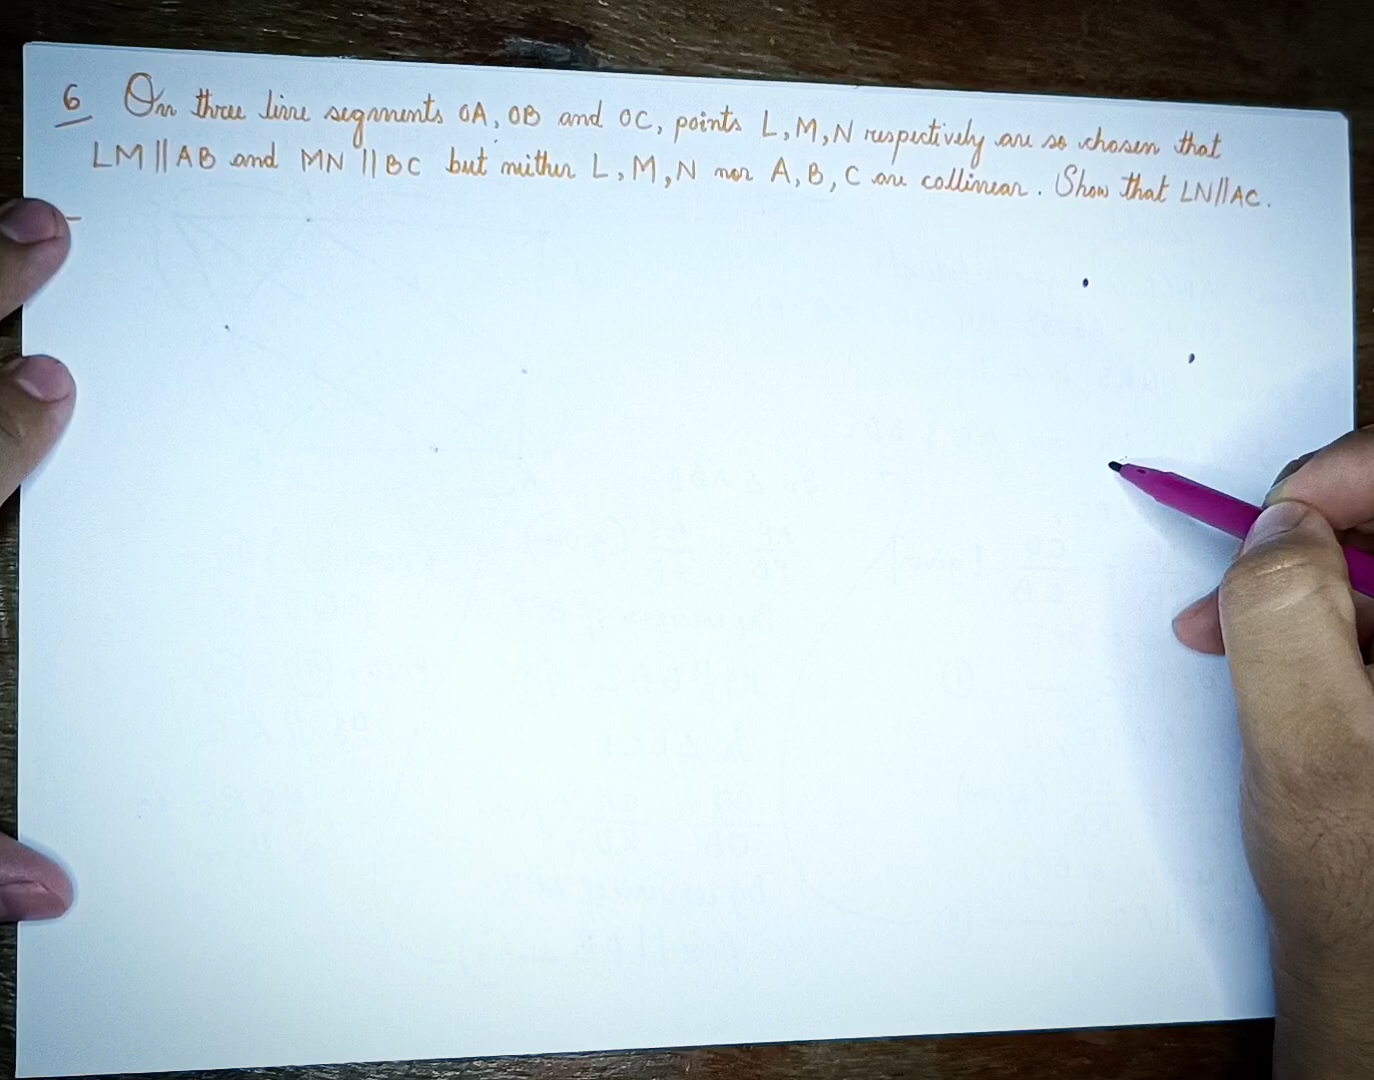 6 On three line segments OA, OB and OC, points L, M, N respectively are so chosen that
LM || AB and MN || BC but neither L, M, N nor A, B, C are collinear. Show that LN || AC.